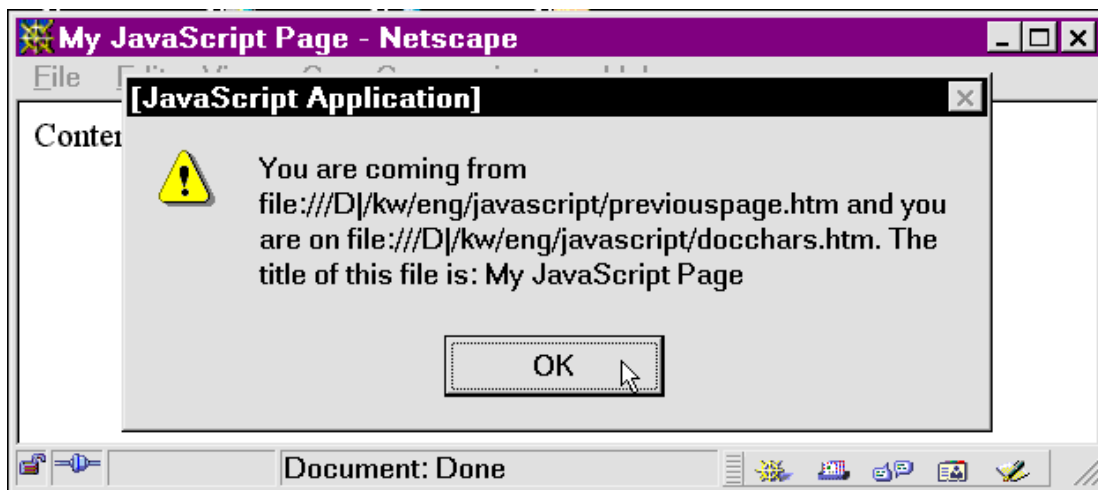 My JavaScript Page - Netscape
File
[JavaScript Application]
You are coming from
file:///D|/kw/eng/javascript/previouspage.htm and you
are on file:///D|/kw/eng/javascript/docchars.htm. The
title of this file is: My JavaScript Page
OK
Document: Done